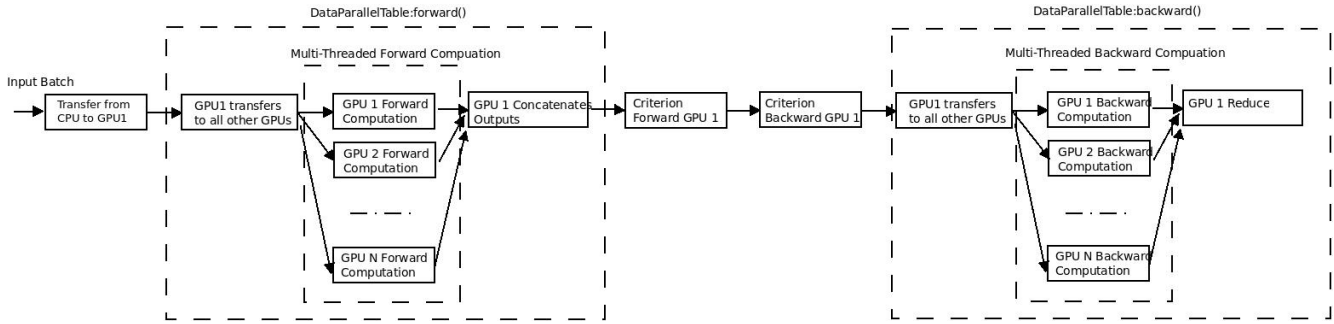 DataParallelTable:forward()
DataParallelTable:backward()
Multi-Threaded Forward Compuation
Multi-Threaded Backward Compuation
Input Batch
Transfer from
CPU to GPU1
GPU1 transfers
to all other GPUs
GPU 1 Forward
Computation
GPU 2 Forward
Computation
GPU N Forward
Computation
GPU 1 Concatenates
Outputs
Criterion
Forward GPU 1
Criterion
Backward GPU 1
GPU1 transfers
to all other GPUs
GPU 1 Backward
Computation
GPU 2 Backward
Computation
GPU N Backward
Computation
GPU 1 Reduce